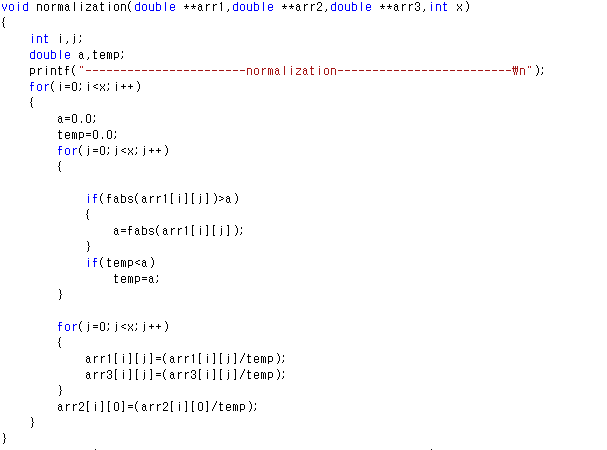 void normalization(double **arr1,double **arr2,double **arr3,int x)
{
    int i,j;
    double a,temp;
    printf("-----------------------normalization-------------------------₩n");
    for(i=0;i<x;i++)
    {
        a=0.0;
        temp=0.0;
        for(j=0;j<x;j++)
        {

            if(fabs(arr1[i][j])>a)
            {
                a=fabs(arr1[i][j]);
            }
            if(temp<a)
                temp=a;
        }

        for(j=0;j<x;j++)
        {
            arr1[i][j]=(arr1[i][j]/temp);
            arr3[i][j]=(arr3[i][j]/temp);
        }
        arr2[i][0]=(arr2[i][0]/temp);
    }
}